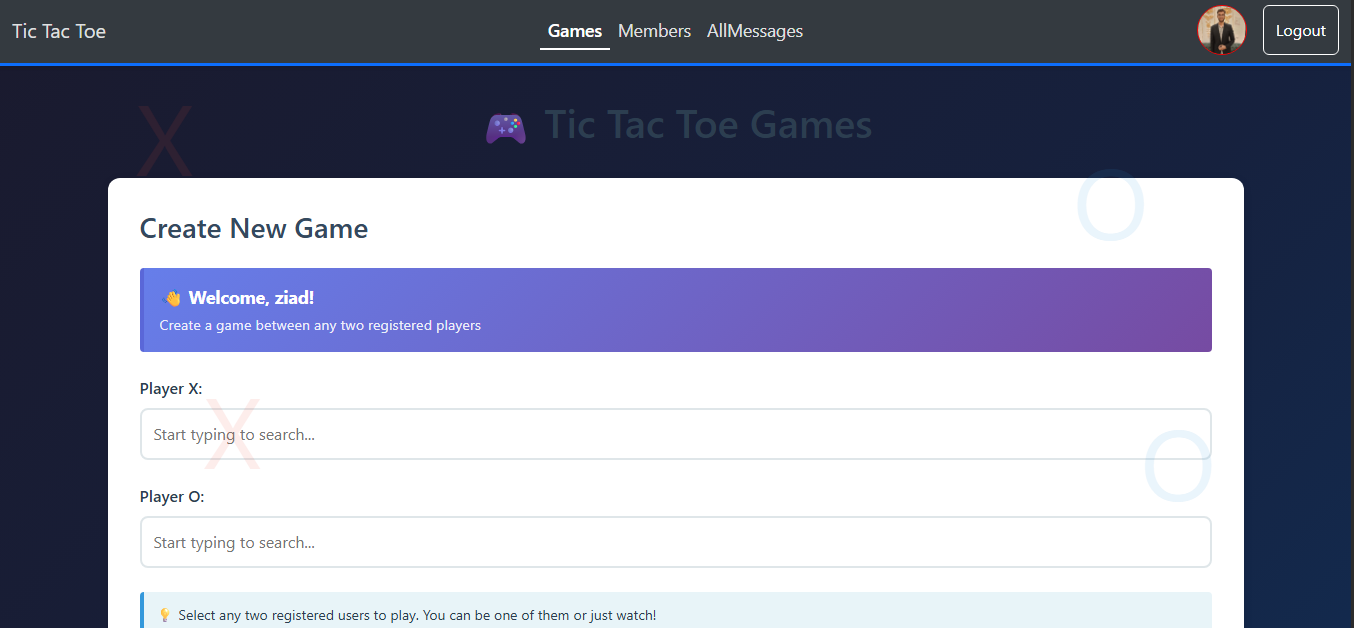 Tic Tac Toe
Games
Members
AllMessages
Logout
X
🎮 Tic Tac Toe Games
O
Create New Game
👋 Welcome, ziad!
Create a game between any two registered players
Player X:
X
Start typing to search...
O
Player O:
Start typing to search...
💡 Select any two registered users to play. You can be one of them or just watch!